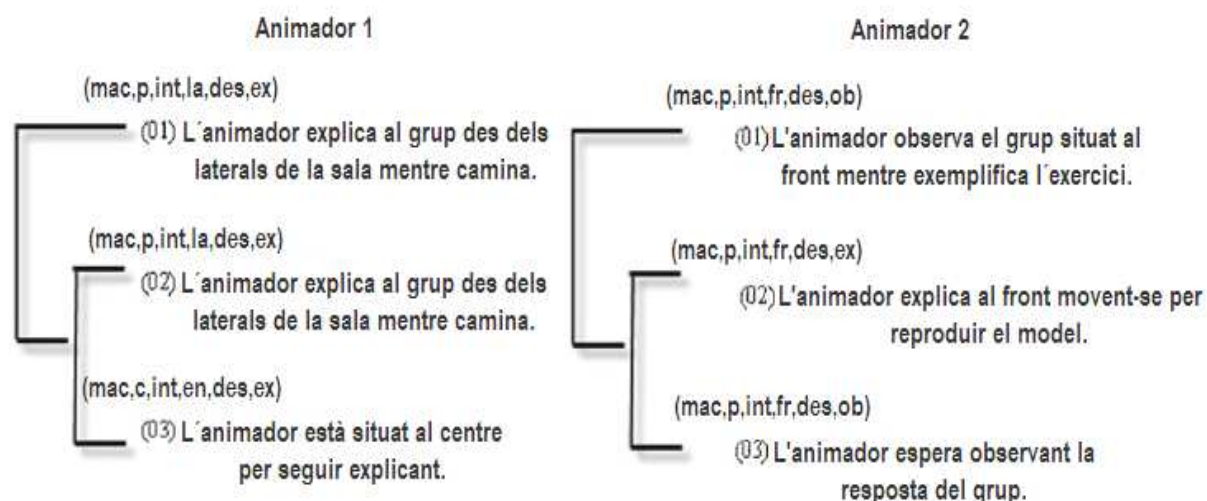 Animador 1
(mac,p,int,la,des,ex)
(01) L´animador explica al grup des dels
laterals de la sala mentre camina.
(mac,p,int,la,des,ex)
(02) L´animador explica al grup des dels
laterals de la sala mentre camina.
(mac,c,int,en,des,ex)
(03) L´animador està situat al centre
per seguir explicant.
Animador 2
(mac,p,int,fr,des,ob)
(01) L'animador observa el grup situat al
front mentre exemplifica l´exercici.
(mac,p,int,fr,des,ex)
(02) L'animador explica al front movent-se per
reproduir el model.
(mac,p,int,fr,des,ob)
(03) L'animador espera observant la
resposta del grup.